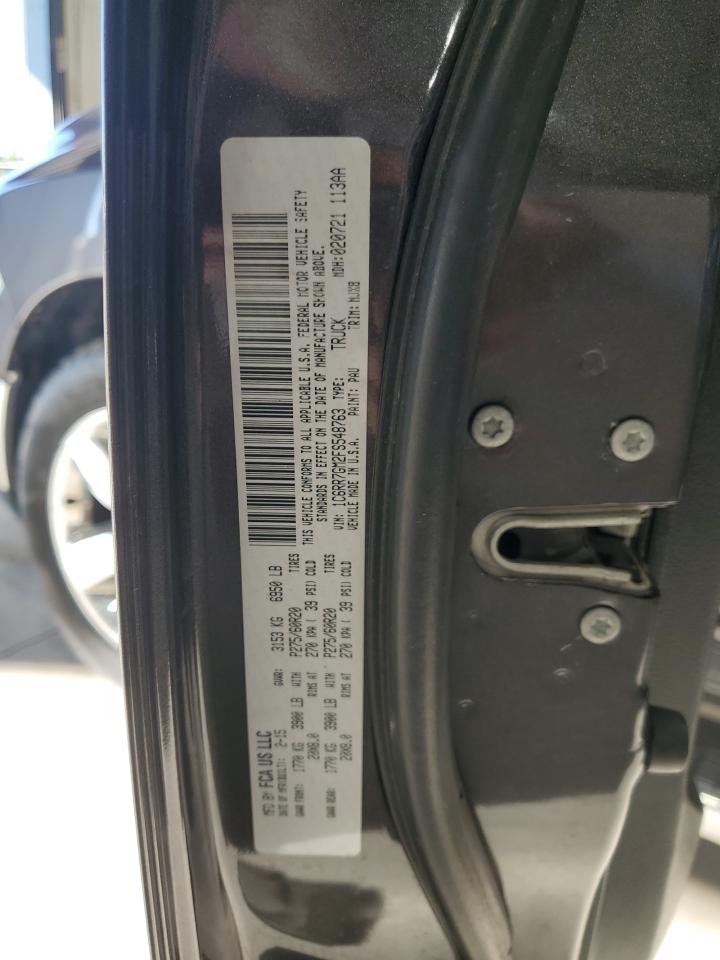 MFD BY FCA US LLC
DATE OF MFR(BUILT): 2-15 GVWR: 3153 KG 6950 LB
GAWR FRONT: WITH TIRES
1770 KG 3900 LB P275/60R20
RIMS AT
20X8.0 270 KPA ( 39 PSI) COLD
GAWR REAR: WITH TIRES
1770 KG 3900 LB P275/60R20
RIMS AT
20X8.0 270 KPA ( 39 PSI) COLD
THIS VEHICLE CONFORMS TO ALL APPLICABLE U.S.A. FEDERAL MOTOR VEHICLE SAFETY
STANDARDS IN EFFECT ON THE DATE OF MANUFACTURE SHOWN ABOVE.
VIN: 1C6RR7GM2FS548763 TYPE: TRUCK MDH:020721 113AA
VEHICLE MADE IN U.S.A. PAINT: PAU TRIM: MJX8